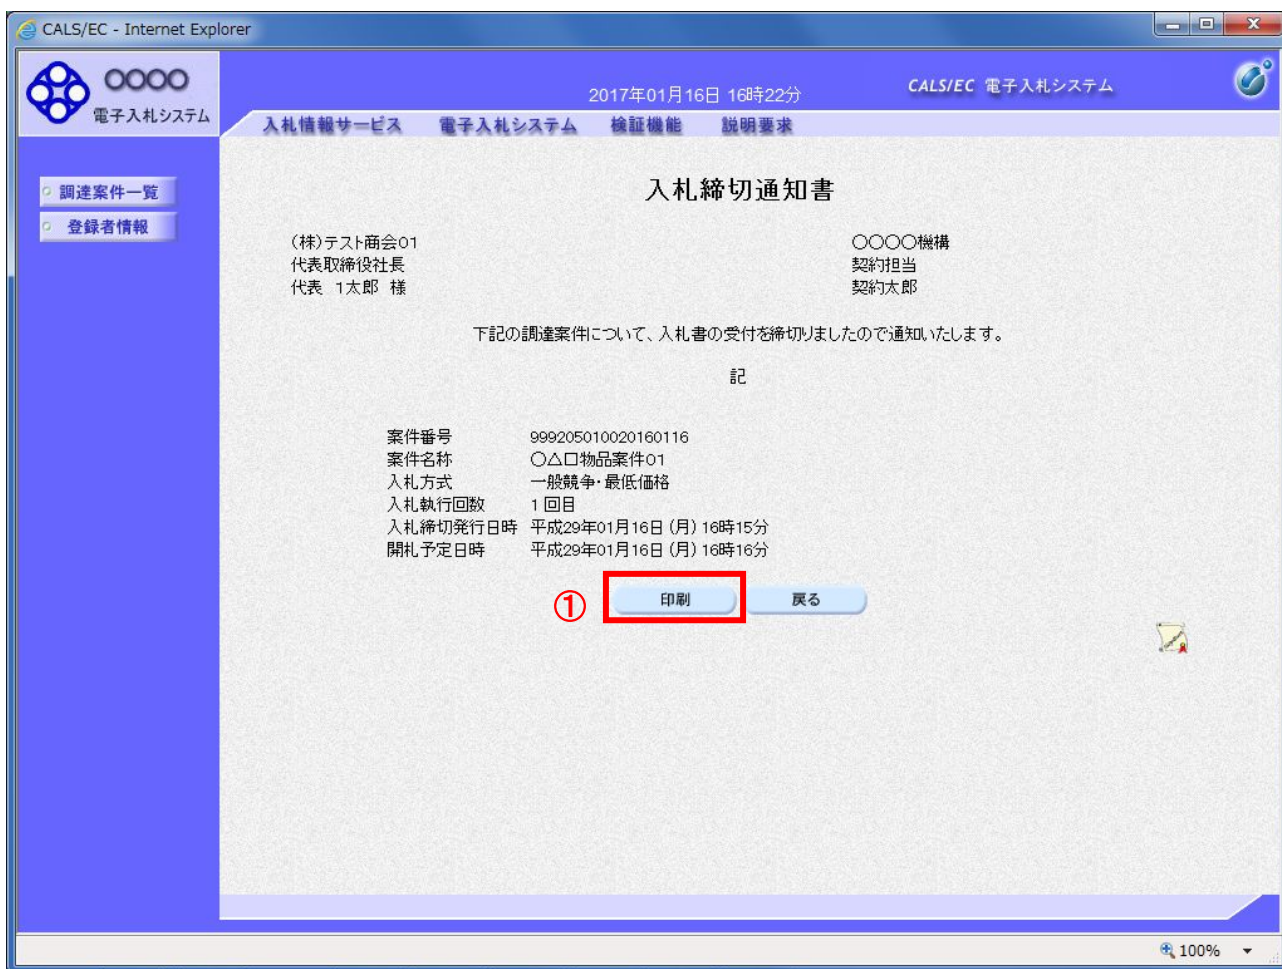 CALS/EC - Internet Explorer
〇〇〇〇
電子入札システム
2017年01月16日 16時22分
CALS/EC 電子入札システム
入札情報サービス 電子入札システム 検証機能 説明要求
調達案件一覧
登録者情報
入札締切通知書
(株)テスト商会01
代表取締役社長
代表 1太郎 様
〇〇〇〇機構
契約担当
契約太郎
下記の調達案件について、入札書の受付を締切りましたので通知いたします。
記
案件番号 999205010020160116
案件名称 〇△口物品案件01
入札方式 一般競争・最低価格
入札執行回数 1回目
入札締切発行日時 平成29年01月16日(月)16時15分
開札予定日時 平成29年01月16日(月)16時16分
① 印刷 戻る
100%